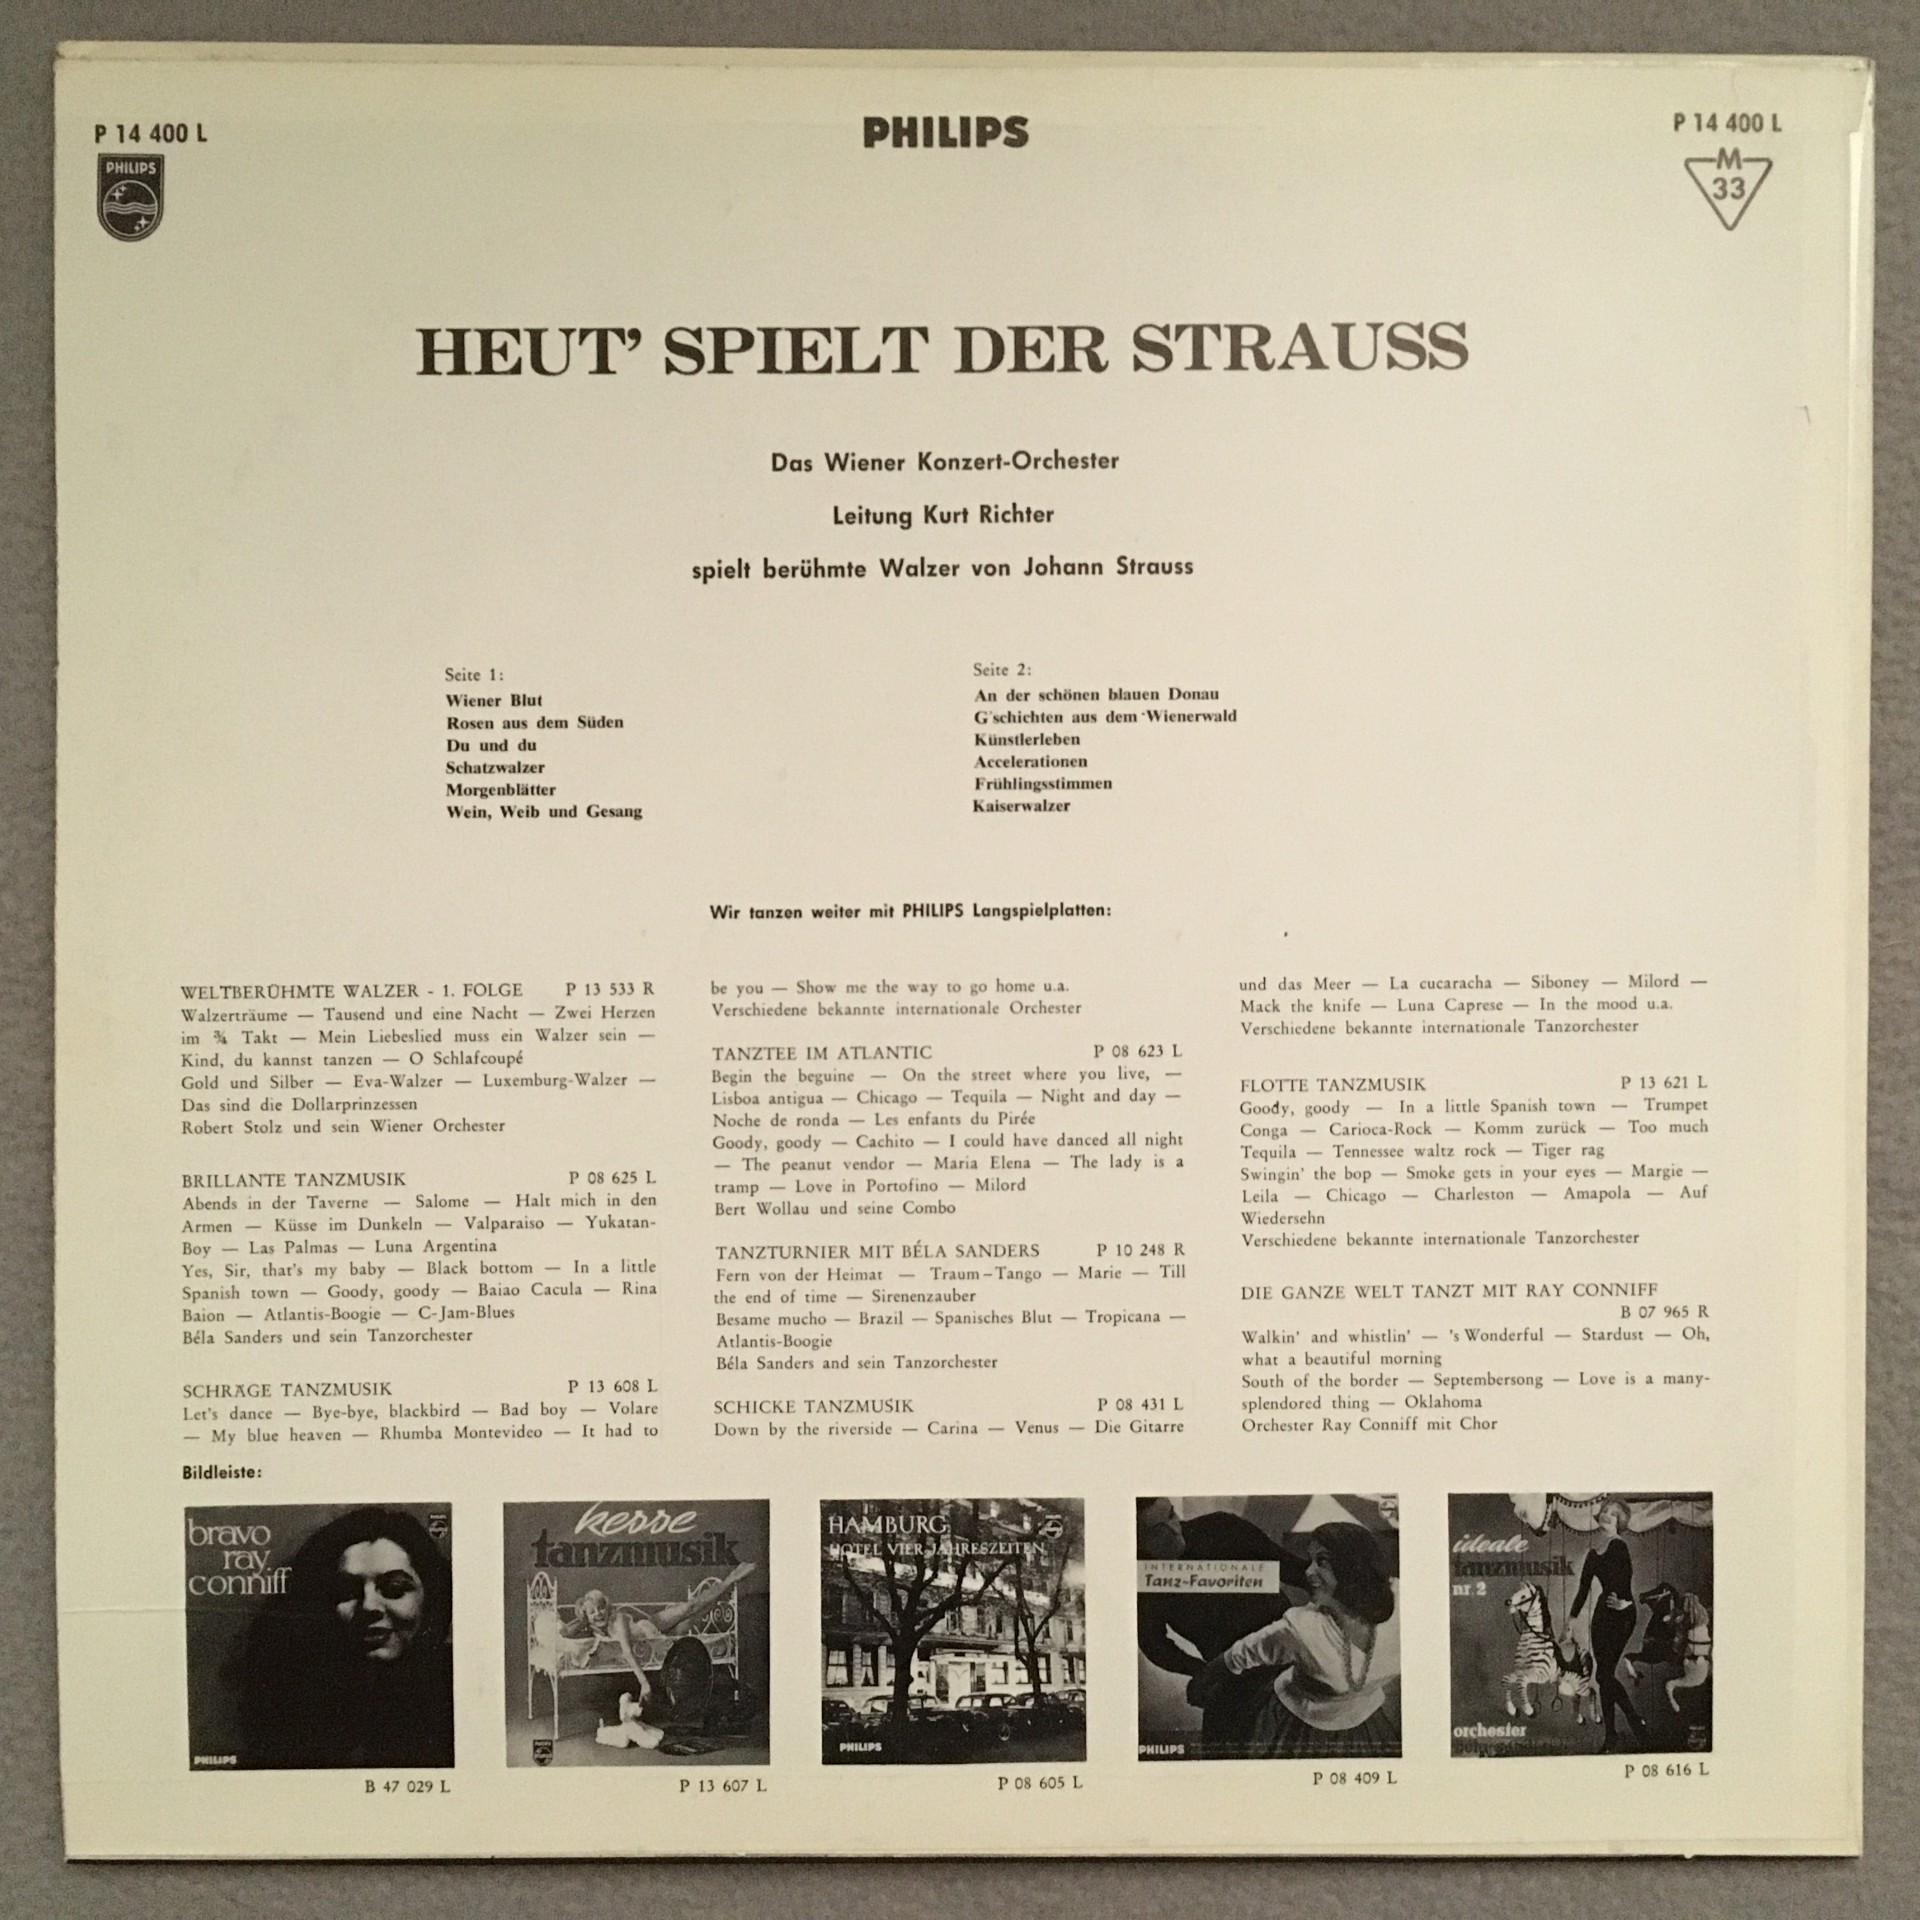 P 14 400 L
PHILIPS
PHILIPS
P 14 400 L
M
33
HEUT' SPIELT DER STRAUSS
Das Wiener Konzert-Orchester
Leitung Kurt Richter
spielt berühmte Walzer von Johann Strauss
Seite 1:
Wiener Blut
Rosen aus dem Süden
Du und du
Schatzwalzer
Morgenblätter
Wein, Weib und Gesang
Seite 2:
An der schönen blauen Donau
G'schichten aus dem Wienerwald
Künstlerleben
Accelerationen
Frühlingsstimmen
Kaiserwalzer
Wir tanzen weiter mit PHILIPS Langspielplatten:
WELTBERÜHMTE WALZER - 1. FOLGE P 13 533 R
Walzerträume — Tausend und eine Nacht — Zwei Herzen
im ¾ Takt — Mein Liebeslied muss ein Walzer sein —
Kind, du kannst tanzen — O Schlafcoupé
Gold und Silber — Eva-Walzer — Luxemburg-Walzer —
Das sind die Dollarprinzessen
Robert Stolz und sein Wiener Orchester
BRILLANTE TANZMUSIK P 08 625 L
Abends in der Taverne — Salome — Halt mich in den
Armen — Küsse im Dunkeln — Valparaiso — Yukatan-
Boy — Las Palmas — Luna Argentina
Yes, Sir, that's my baby — Black bottom — In a little
Spanish town — Goody, goody — Baiao Cacula — Rina
Baion — Atlantis-Boogie — C-Jam-Blues
Béla Sanders und sein Tanzorchester
SCHRÄGE TANZMUSIK P 13 608 L
Let's dance — Bye-bye, blackbird — Bad boy — Volare
— My blue heaven — Rhumba Montevideo — It had to
be you — Show me the way to go home u.a.
Verschiedene bekannte internationale Orchester
TANZTEE IM ATLANTIC P 08 623 L
Begin the beguine — On the street where you live, —
Lisboa antigua — Chicago — Tequila — Night and day —
Noche de ronda — Les enfants du Pirée
Goody, goody — Cachito — I could have danced all night
— The peanut vendor — Maria Elena — The lady is a
tramp — Love in Portofino — Milord
Bert Wollau und seine Combo
TANZTURNIER MIT BÉLA SANDERS P 10 248 R
Fern von der Heimat — Traum-Tango — Marie — Till
the end of time — Sirenenzauber
Besame mucho — Brazil — Spanisches Blut — Tropicana —
Atlantis-Boogie
Béla Sanders and sein Tanzorchester
SCHICKE TANZMUSIK P 08 431 L
Down by the riverside — Carina — Venus — Die Gitarre
und das Meer — La cucaracha — Siboney — Milord —
Mack the knife — Luna Caprese — In the mood u.a.
Verschiedene bekannte internationale Tanzorchester
FLOTTE TANZMUSIK P 13 621 L
Goody, goody — In a little Spanish town — Trumpet
Conga — Carioca-Rock — Komm zurück — Too much
Tequila — Tennessee waltz rock — Tiger rag
Swingin' the bop — Smoke gets in your eyes — Margie —
Leila — Chicago — Charleston — Amapola — Auf
Wiedersehn
Verschiedene bekannte internationale Tanzorchester
DIE GANZE WELT TANZT MIT RAY CONNIFF
B 07 965 R
Walkin' and whistlin' — 's Wonderful — Stardust — Oh,
what a beautiful morning
South of the border — Septembersong — Love is a many-
splendored thing — Oklahoma
Orchester Ray Conniff mit Chor
Bildleiste:
bravo
ray
conniff
PHILIPS
kesse
tanzmusik
HAMBURG
HOTEL VIER JAHRESZEITEN
PHILIPS
INTERNATIONALE
Tanz-Favoriten
PHILIPS
ideale
tanzmusik
nr. 2
orchester
B 47 029 L
P 13 607 L
P 08 605 L
P 08 409 L
P 08 616 L